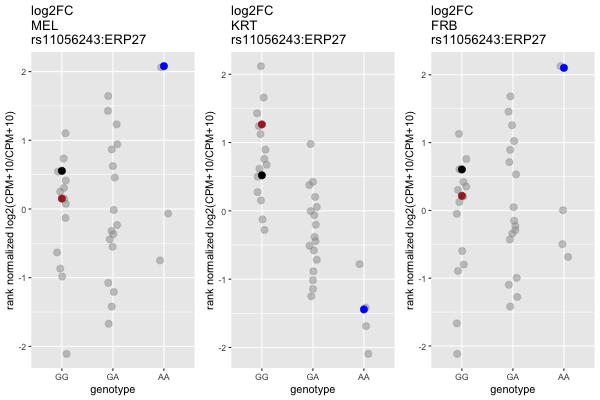 log2FC
MEL
rs11056243:ERP27
rank normalized log2(CPM+10/CPM+10)
2
1
0
-1
-2
GG
GA
AA
genotype
log2FC
KRT
rs11056243:ERP27
rank normalized log2(CPM+10/CPM+10)
2
1
0
-1
-2
GG
GA
AA
genotype
log2FC
FRB
rs11056243:ERP27
rank normalized log2(CPM+10/CPM+10)
2
1
0
-1
-2
GG
GA
AA
genotype